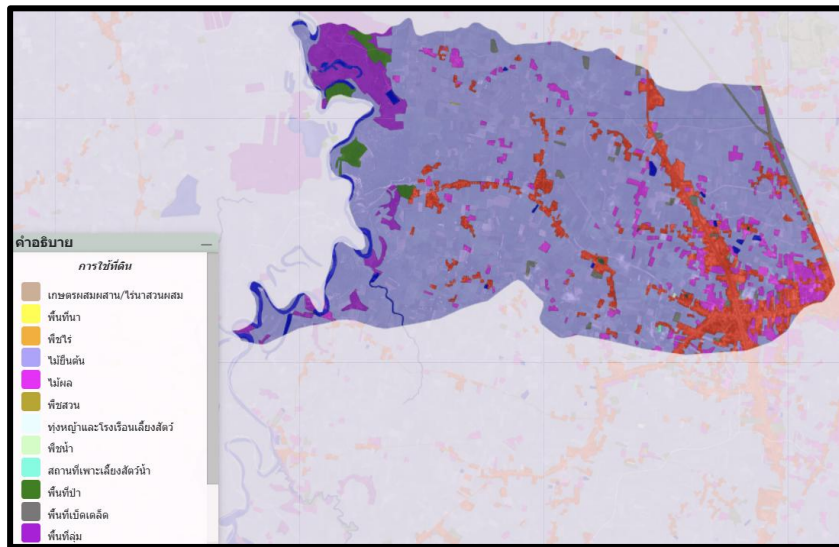 คำอธิบาย
การใช้ที่ดิน
เกษตรผสมผสาน/ไร่นาสวนผสม
พื้นที่นา
พืชไร่
ไม้ยืนต้น
ไม้ผล
พืชสวน
ทุ่งหญ้าและโรงเรือนเลี้ยงสัตว์
พืชน้ำ
สถานที่เพาะเลี้ยงสัตว์น้ำ
พื้นที่ป่า
พื้นที่เบ็ดเตล็ด
พื้นที่ลุ่ม